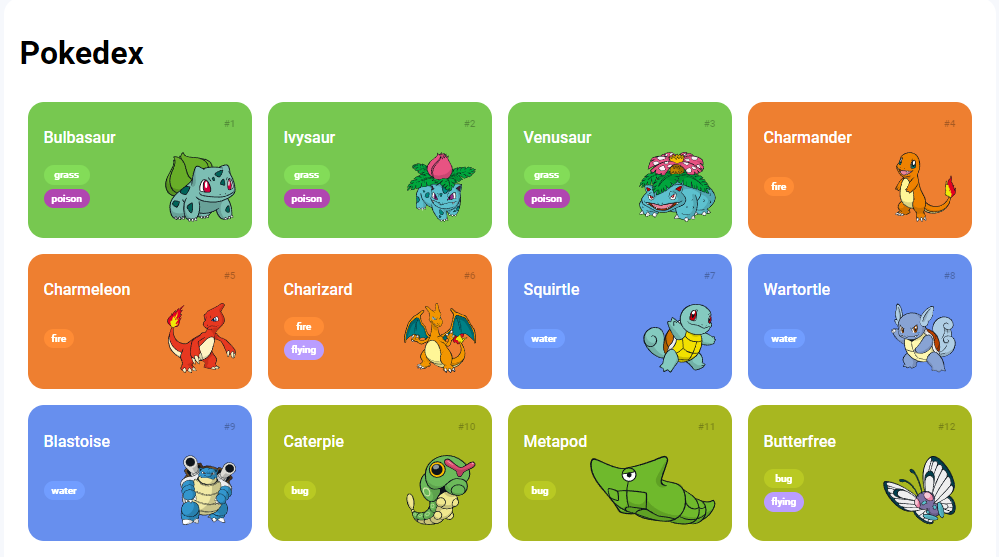 Pokedex
#1
Bulbasaur
grass
poison
#2
Ivysaur
grass
poison
#3
Venusaur
grass
poison
#4
Charmander
fire
#5
Charmeleon
fire
#6
Charizard
fire
flying
#7
Squirtle
water
#8
Wartortle
water
#9
Blastoise
water
#10
Caterpie
bug
#11
Metapod
bug
#12
Butterfree
bug
flying